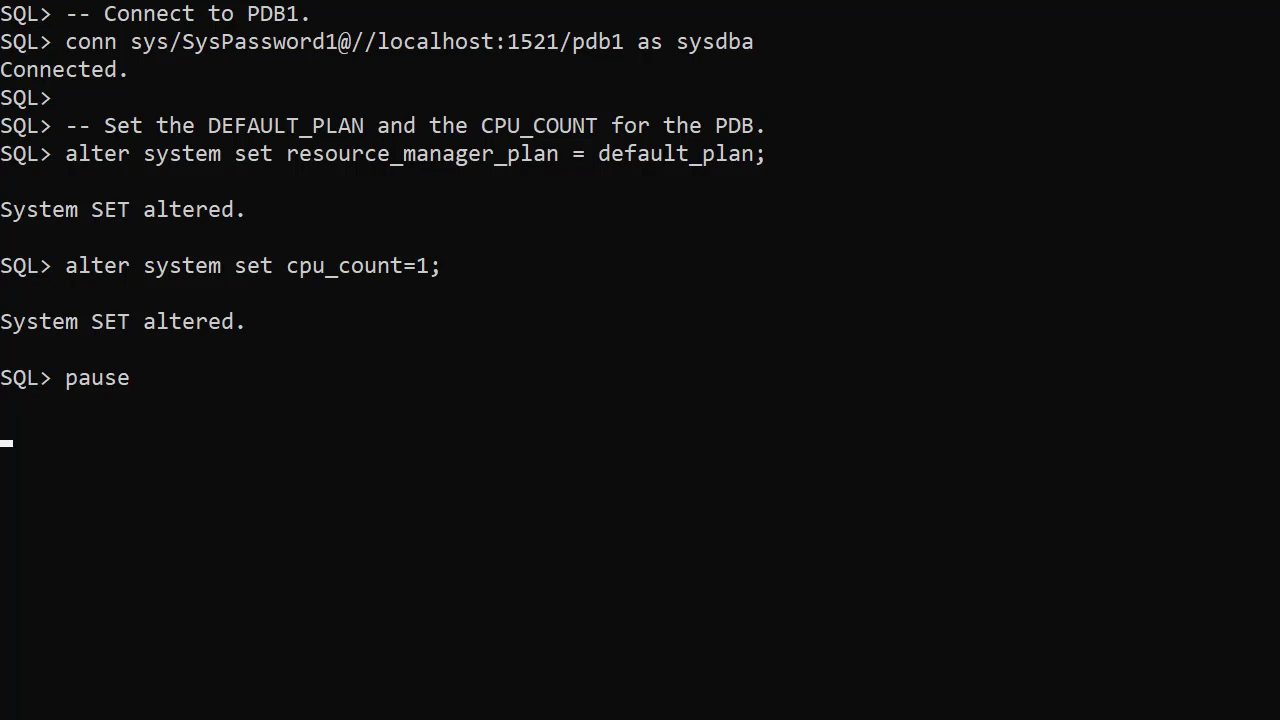 SQL> -- Connect to PDB1.
SQL> conn sys/SysPassword1@//localhost:1521/pdb1 as sysdba
Connected.
SQL>
SQL> -- Set the DEFAULT_PLAN and the CPU_COUNT for the PDB.
SQL> alter system set resource_manager_plan = default_plan;
System SET altered.
SQL> alter system set cpu_count=1;
System SET altered.
SQL> pause